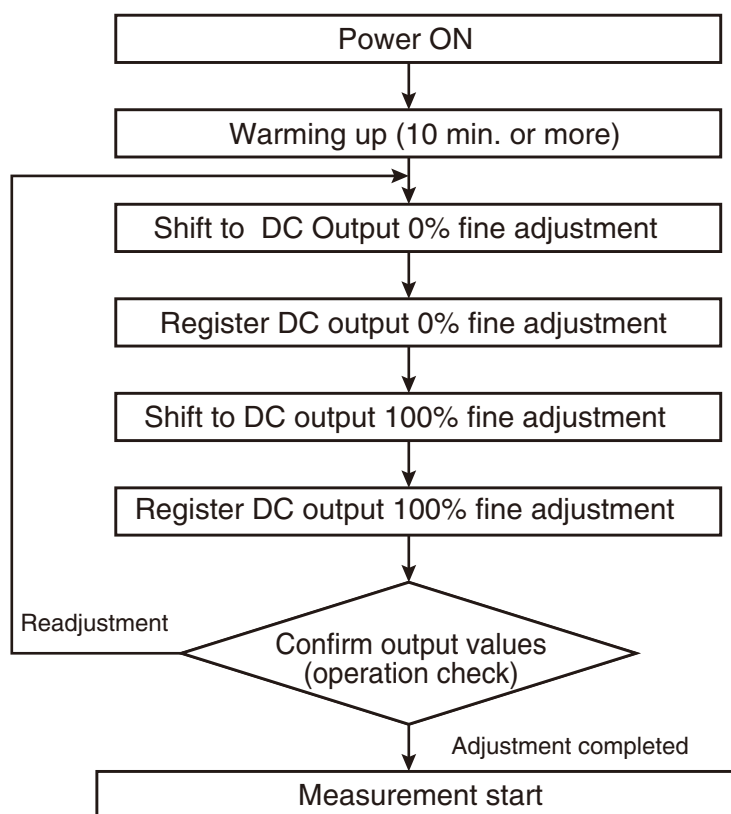 Power ON
Warming up (10 min. or more)
Shift to DC Output 0% fine adjustment
Register DC output 0% fine adjustment
Shift to DC output 100% fine adjustment
Register DC output 100% fine adjustment
Readjustment
Confirm output values
(operation check)
Adjustment completed
Measurement start